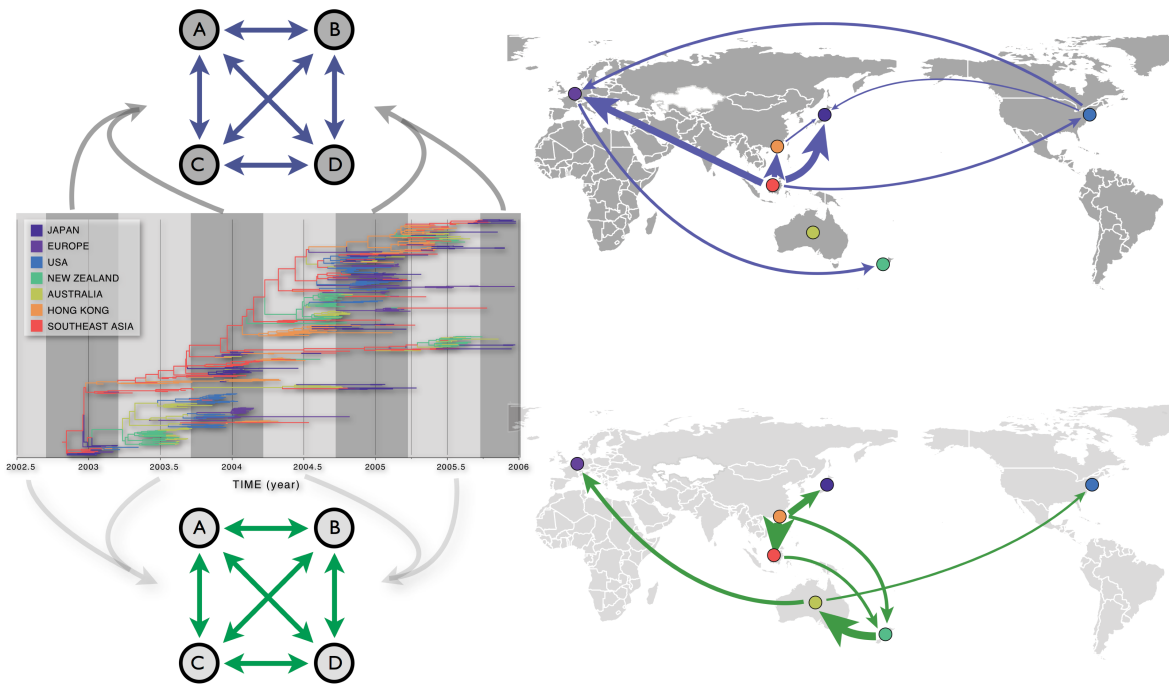 A
B
C
D
JAPAN
EUROPE
USA
NEW ZEALAND
AUSTRALIA
HONG KONG
SOUTHEAST ASIA
2002.5 2003 2003.5 2004 2004.5 2005 2005.5 2006
TIME (year)
A
B
C
D